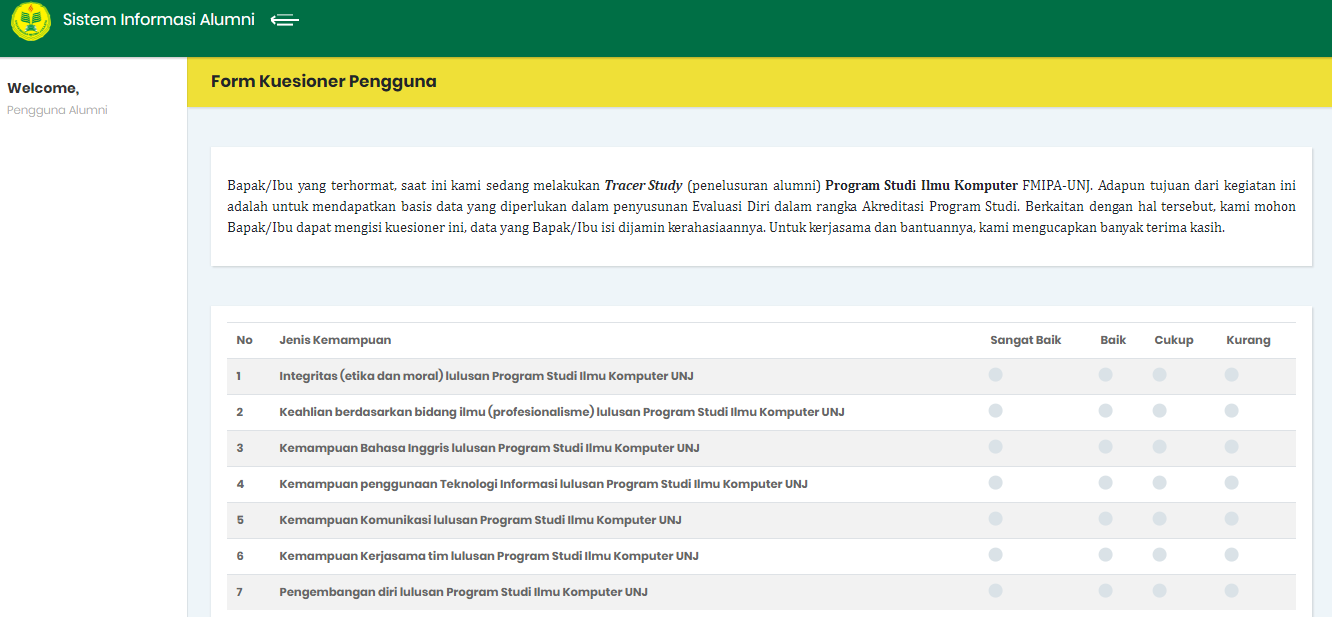 Sistem Informasi Alumni
Welcome,
Pengguna Alumni
Form Kuesioner Pengguna
Bapak/Ibu yang terhormat, saat ini kami sedang melakukan Tracer Study (penelusuran alumni) Program Studi Ilmu Komputer FMIPA-UNJ. Adapun tujuan dari kegiatan ini
adalah untuk mendapatkan basis data yang diperlukan dalam penyusunan Evaluasi Diri dalam rangka Akreditasi Program Studi. Berkaitan dengan hal tersebut, kami mohon
Bapak/Ibu dapat mengisi kuesioner ini, data yang Bapak/Ibu isi dijamin kerahasiaannya. Untuk kerjasama dan bantuannya, kami mengucapkan banyak terima kasih.
No Jenis Kemampuan Sangat Baik Baik Cukup Kurang
1 Integritas (etika dan moral) lulusan Program Studi Ilmu Komputer UNJ
2 Keahlian berdasarkan bidang ilmu (profesionalisme) lulusan Program Studi Ilmu Komputer UNJ
3 Kemampuan Bahasa Inggris lulusan Program Studi Ilmu Komputer UNJ
4 Kemampuan penggunaan Teknologi Informasi lulusan Program Studi Ilmu Komputer UNJ
5 Kemampuan Komunikasi lulusan Program Studi Ilmu Komputer UNJ
6 Kemampuan Kerjasama tim lulusan Program Studi Ilmu Komputer UNJ
7 Pengembangan diri lulusan Program Studi Ilmu Komputer UNJ